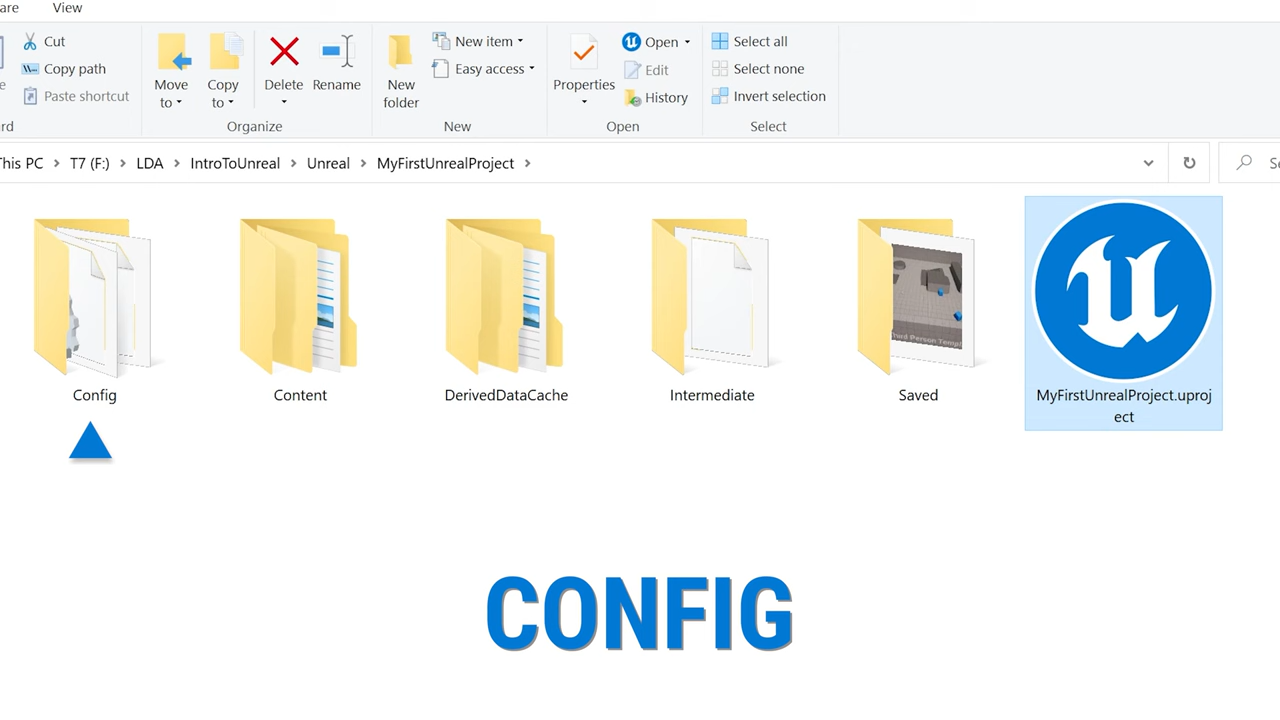 are View
Cut
Copy path
Paste shortcut
Move to
Copy to
Delete
Rename
Organize
New folder
New item
Easy access
New
Properties
Open
Edit
History
Open
Select all
Select none
Invert selection
Select
This PC > T7 (F:) > LDA > IntroToUnreal > Unreal > MyFirstUnrealProject >
Config
Content
DerivedDataCache
Intermediate
Saved
MyFirstUnrealProject.uproj
ect
CONFIG